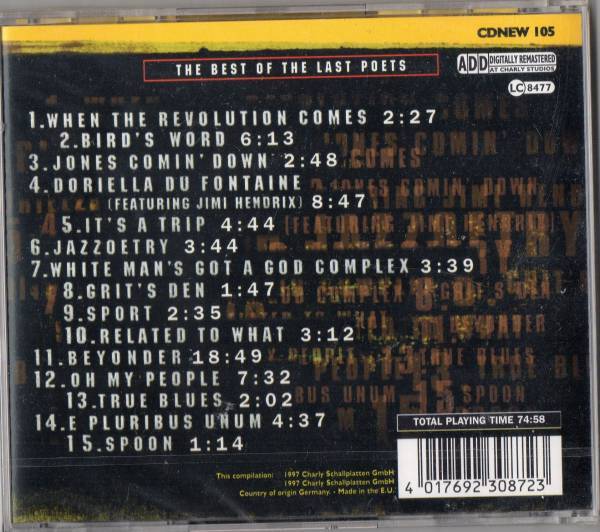 CDNEW 105
THE BEST OF THE LAST POETS
ADD DIGITALLY REMASTERED
AT CHARLY STUDIOS
LC 8477
1.WHEN THE REVOLUTION COMES 2:27
2.BIRD'S WORD 6:13
3.JONES COMIN' DOWN 2:48
4.DORIELLA DU FONTAINE
(FEATURING JIMI HENDRIX) 8:47
5.IT'S A TRIP 4:44
6.JAZZOETRY 3:44
7.WHITE MAN'S GOT A GOD COMPLEX 3:39
8.GRIT'S DEN 1:47
9.SPORT 2:35
10.RELATED TO WHAT 3:12
11.BEYONDER 18:49
12.OH MY PEOPLE 7:32
13.TRUE BLUES 2:02
14.E PLURIBUS UNUM 4:37
15.SPOON 1:14
TOTAL PLAYING TIME 74:58
This compilation: 1997 Charly Schallplatten GmbH
1997 Charly Schallplatten GmbH
Country of origin Germany. - Made in the E.U.
4 017692 308723